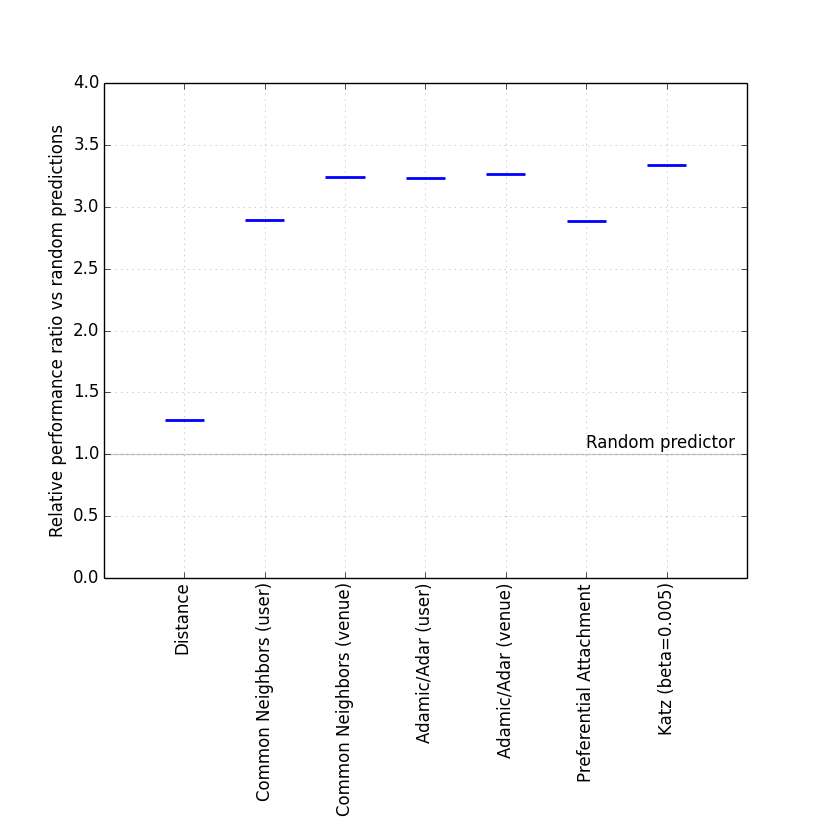 Relative performance ratio vs random predictions
4.0
3.5
3.0
2.5
2.0
1.5
1.0
0.5
0.0
Random predictor
Distance
Common Neighbors (user)
Common Neighbors (venue)
Adamic/Adar (user)
Adamic/Adar (venue)
Preferential Attachment
Katz (beta=0.005)